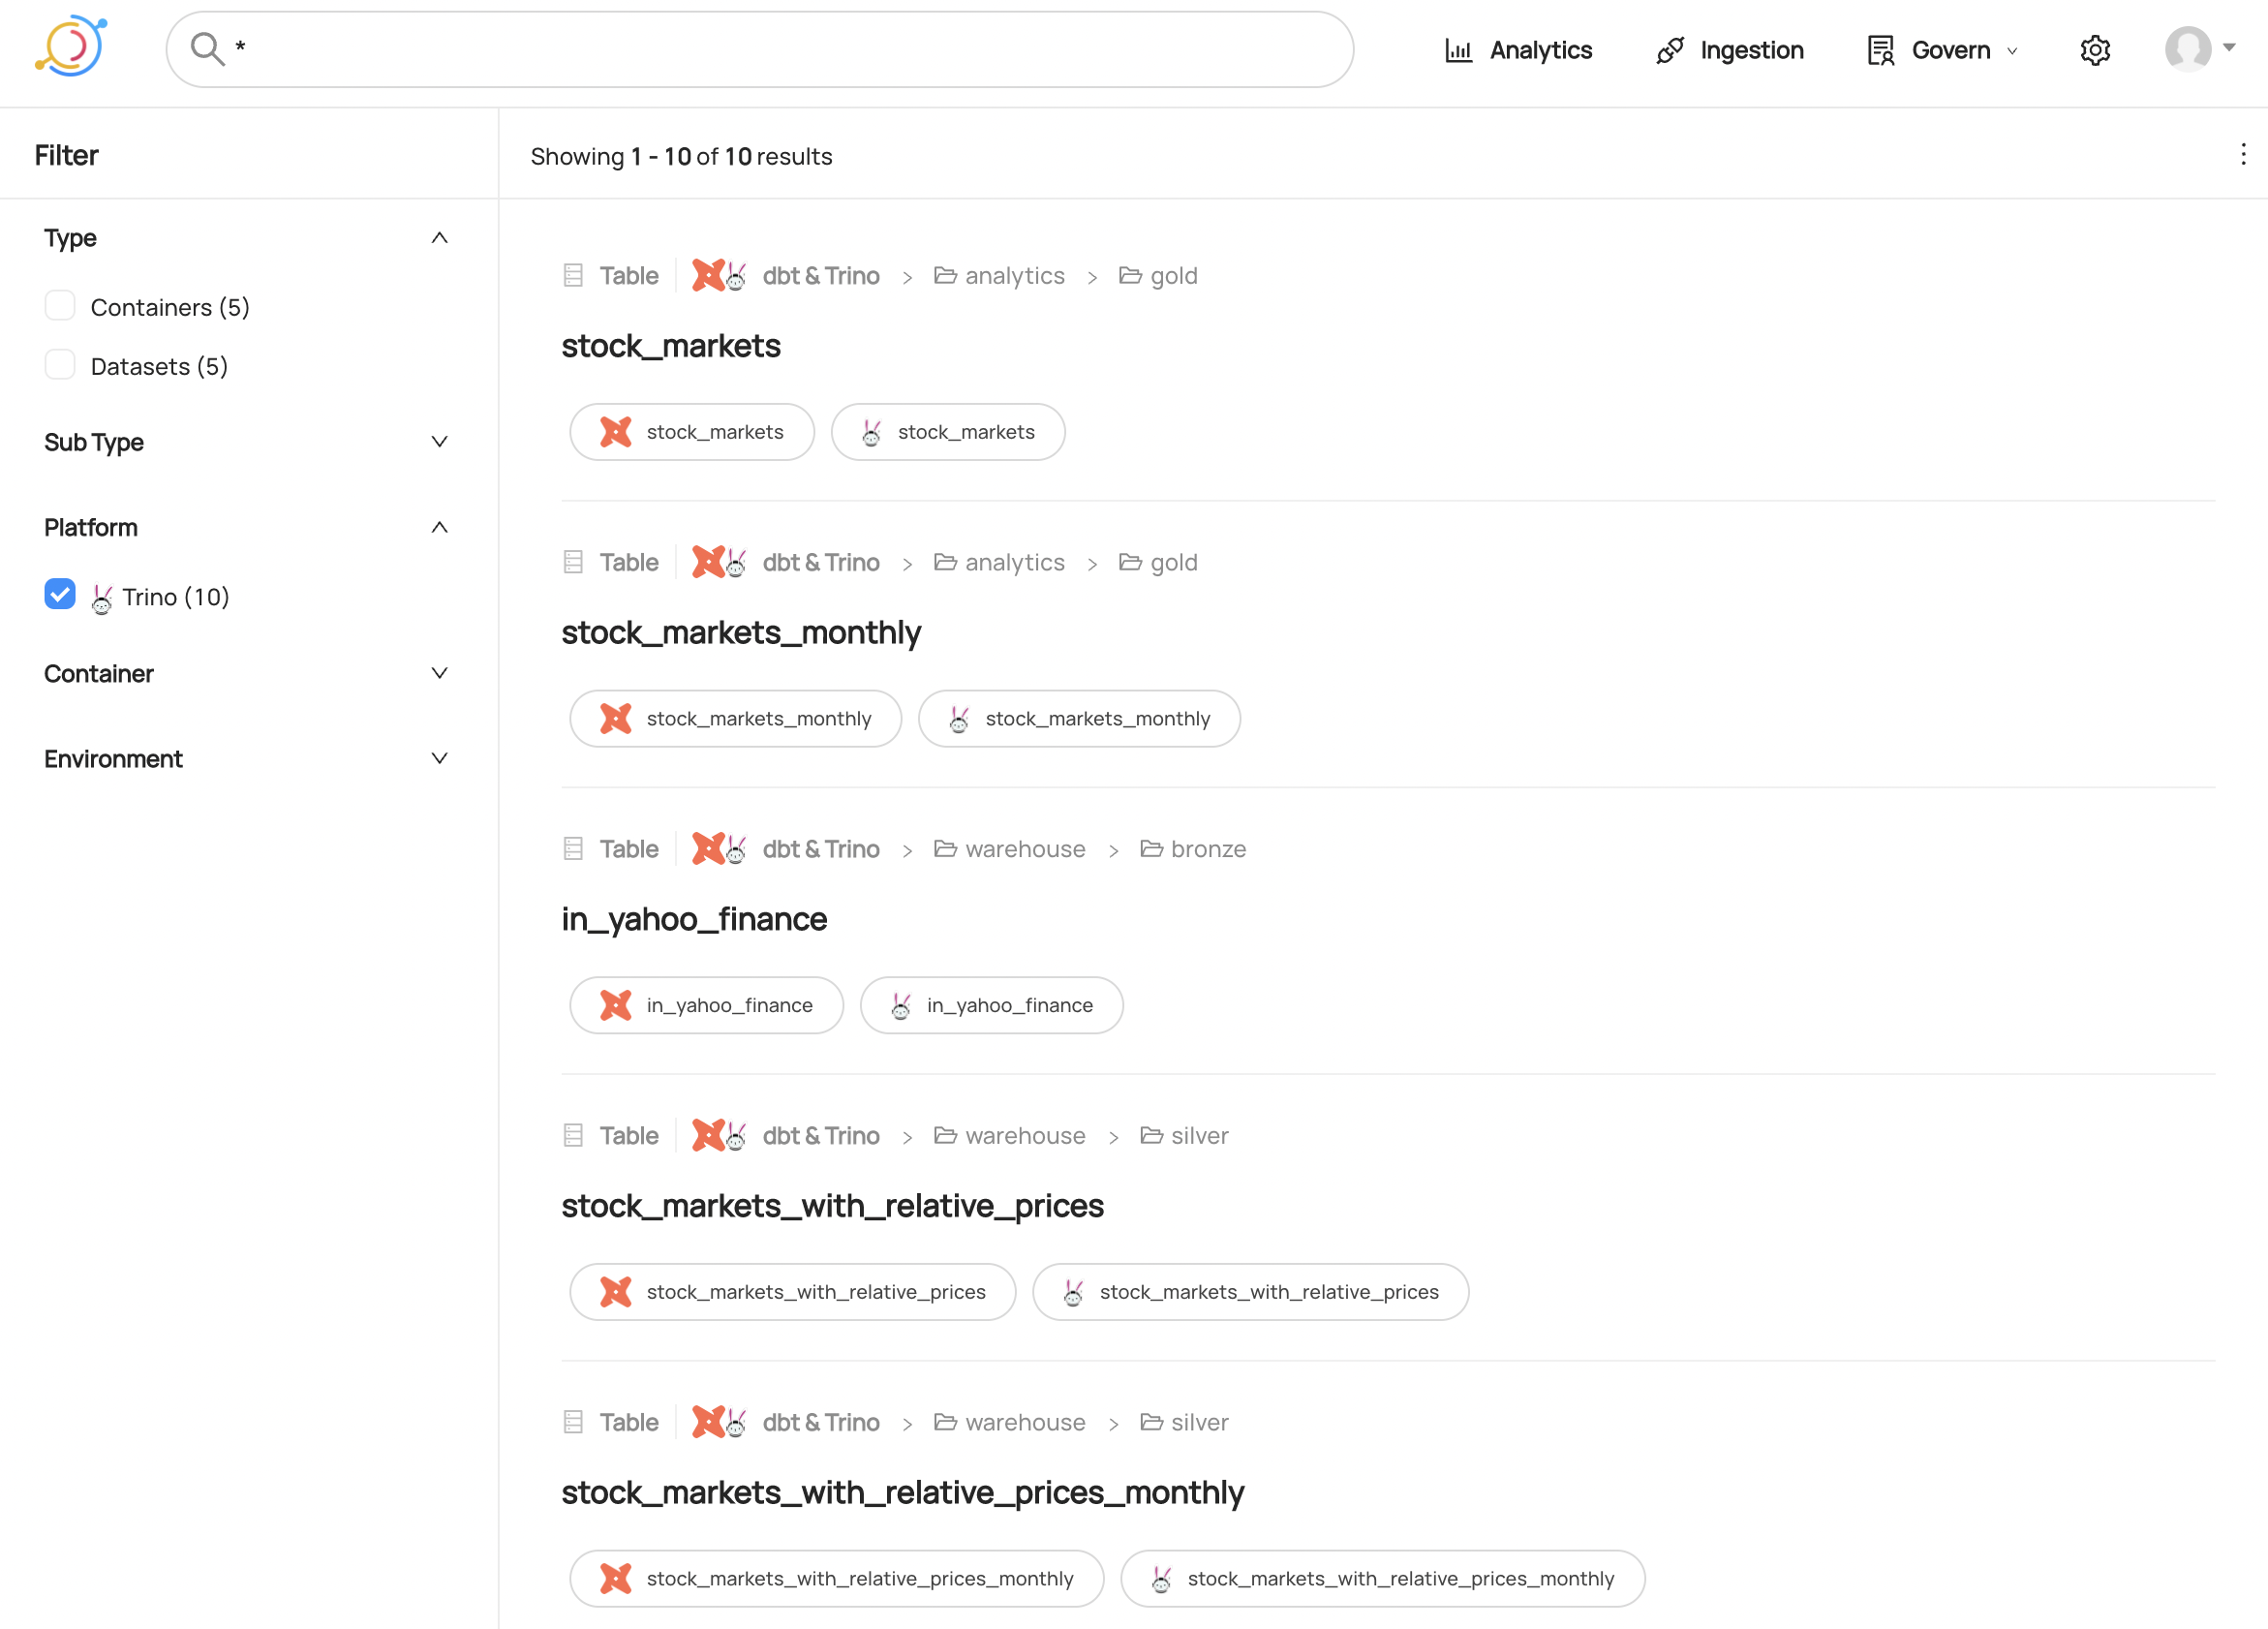 *
Analytics
Ingestion
Govern
Filter
Showing 1 - 10 of 10 results
Type
Containers (5)
Datasets (5)
Sub Type
Platform
Trino (10)
Container
Environment
Table dbt & Trino > analytics > gold
stock_markets
stock_markets stock_markets
Table dbt & Trino > analytics > gold
stock_markets_monthly
stock_markets_monthly stock_markets_monthly
Table dbt & Trino > warehouse > bronze
in_yahoo_finance
in_yahoo_finance in_yahoo_finance
Table dbt & Trino > warehouse > silver
stock_markets_with_relative_prices
stock_markets_with_relative_prices stock_markets_with_relative_prices
Table dbt & Trino > warehouse > silver
stock_markets_with_relative_prices_monthly
stock_markets_with_relative_prices_monthly stock_markets_with_relative_prices_monthly